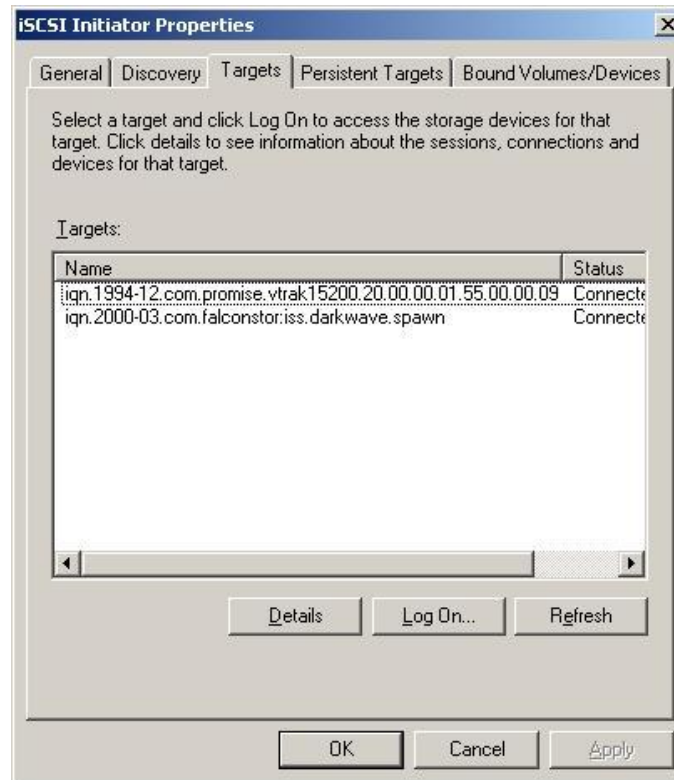 iSCSI Initiator Properties
General Discovery Targets Persistent Targets Bound Volumes/Devices
Select a target and click Log On to access the storage devices for that
target. Click details to see information about the sessions, connections and
devices for that target.
Targets:
Name Status
iqn.1994-12.com.promise.vtrak15200.20.00.00.01.55.00.00.09 Connecte
iqn.2000-03.com.falconstor:iss.darkwave.spawn Connecte
Details Log On... Refresh
OK Cancel Apply